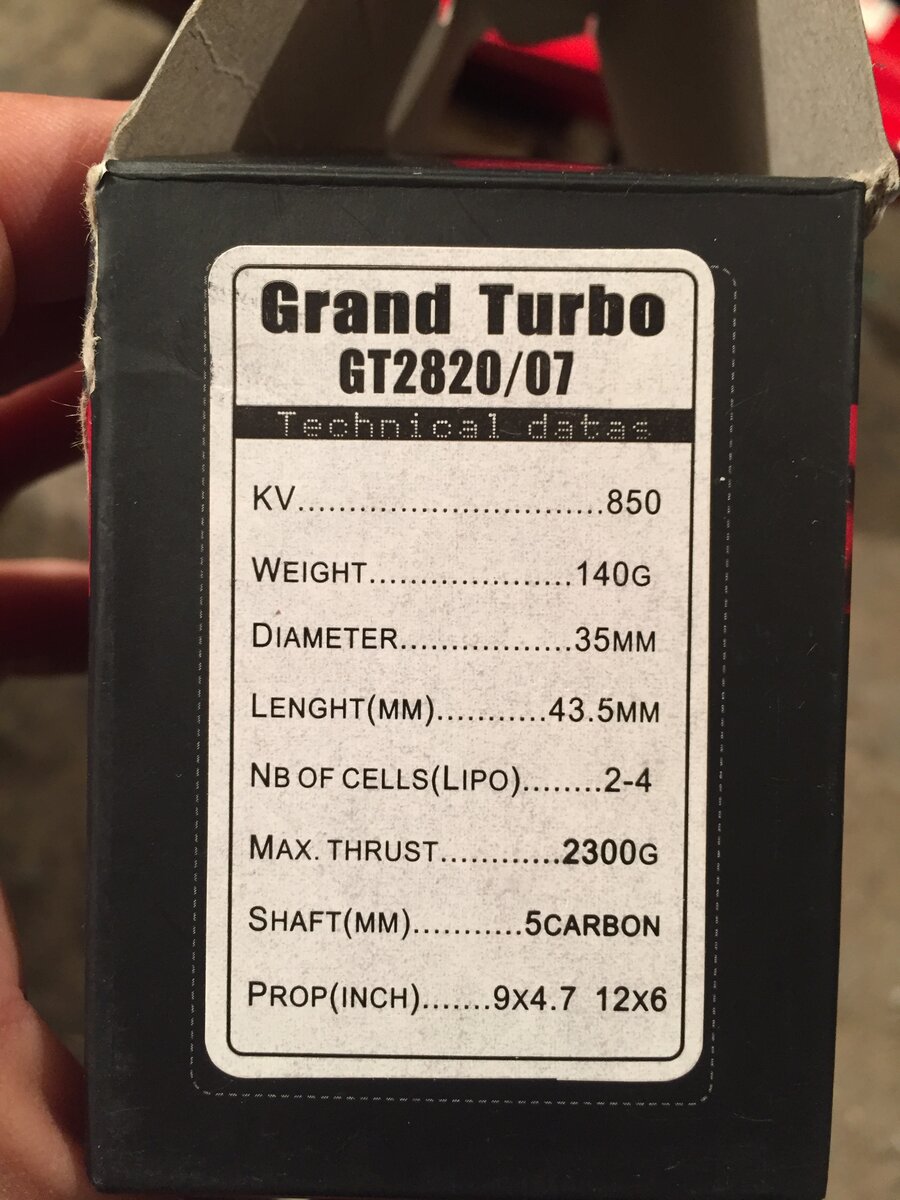 Grand Turbo
GT2820/07
Technical datas
KV..............................850
WEIGHT....................140G
DIAMETER.................35MM
LENGHT(MM)...........43.5MM
NB OF CELLS(LIPO)........2-4
MAX. THRUST............2300G
SHAFT(MM)...........5CARBON
PROP(INCH).......9X4.7 12X6